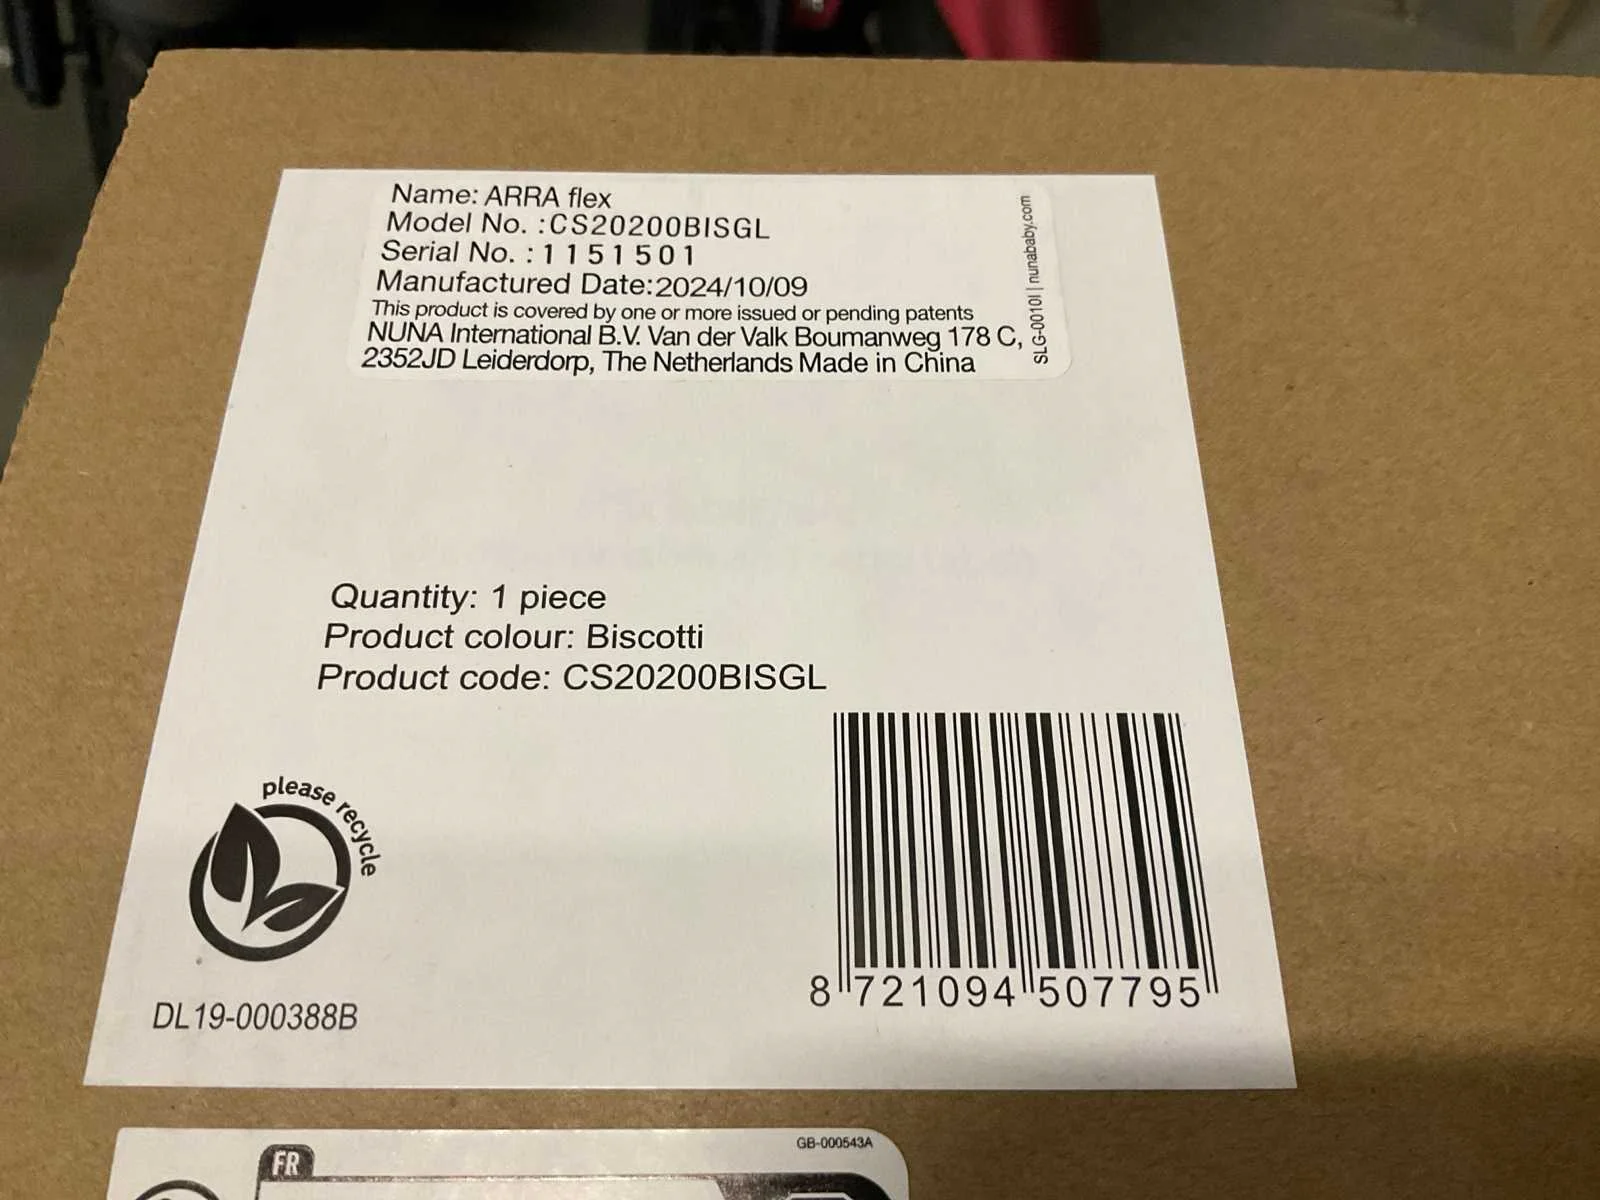 Name: ARRA flex
Model No. :CS20200BISGL
Serial No. : 1151501
Manufactured Date:2024/10/09
This product is covered by one or more issued or pending patents
NUNA International B.V. Van der Valk Boumanweg 178 C,
2352JD Leiderdorp, The Netherlands Made in China
SLG-0010I | nunababy.com
Quantity: 1 piece
Product colour: Biscotti
Product code: CS20200BISGL
please recycle
DL19-000388B
8 721094 507795
GB-000543A
FR